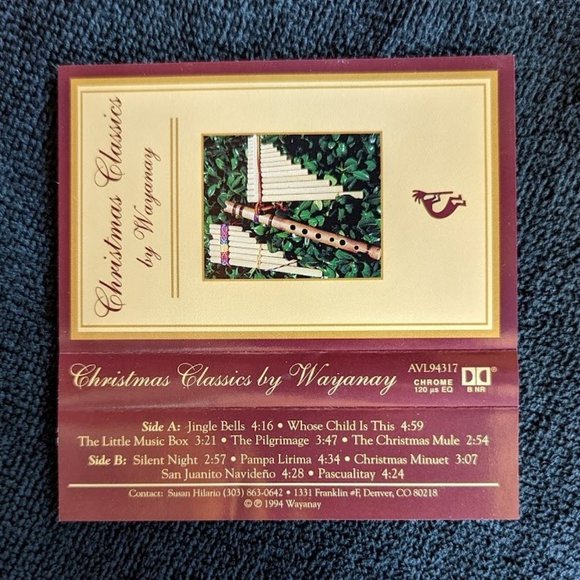 Christmas Classics
by Wayanay
Christmas Classics by Wayanay
AVL94317
CHROME
120 µs EQ
B NR
Side A: Jingle Bells 4:16 • Whose Child Is This 4:59
The Little Music Box 3:21 • The Pilgrimage 3:47 • The Christmas Mule 2:54
Side B: Silent Night 2:57 • Pampa Lirima 4:34 • Christmas Minuet 3:07
San Juanito Navideño 4:28 • Pascualitay 4:24
Contact: Susan Hilario (303) 863-0642 • 1331 Franklin #F, Denver, CO 80218
© ℗ 1994 Wayanay